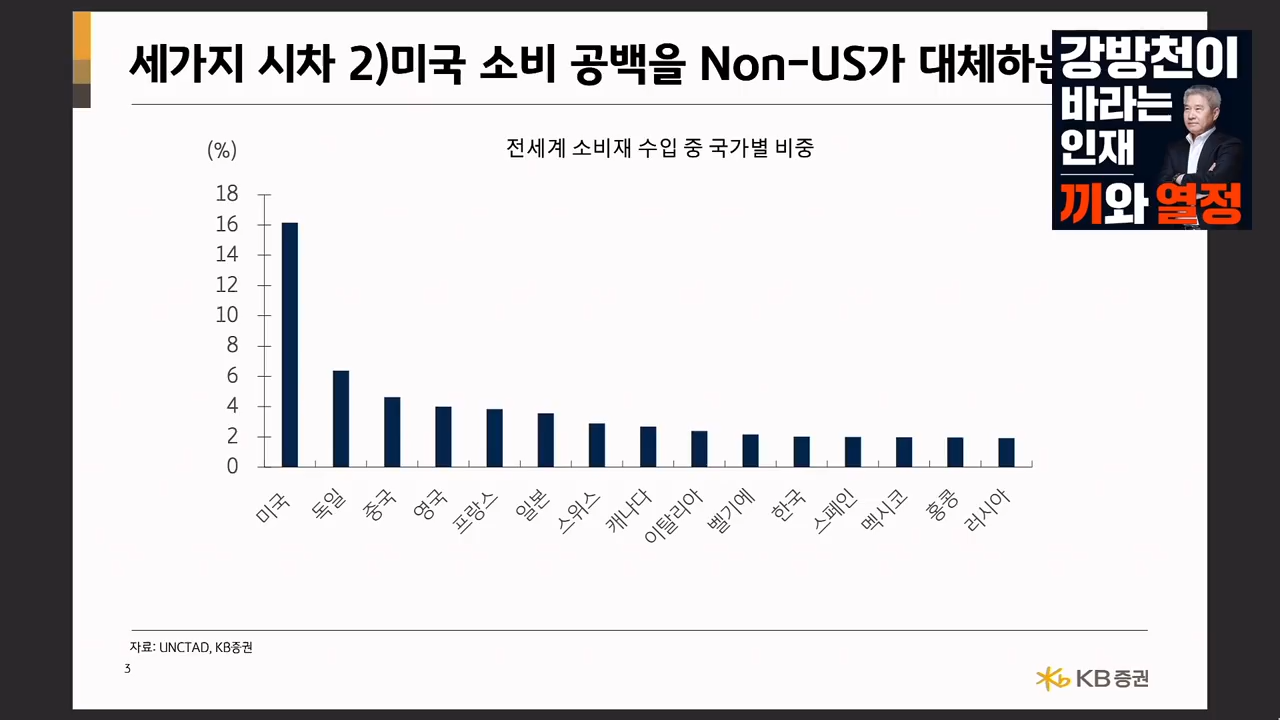 세가지 시차 2)미국 소비 공백을 Non-US가 대체하는
강방천이
바라는
인재
끼와 열정
(%)
전세계 소비재 수입 중 국가별 비중
18
16
14
12
10
8
6
4
2
0
미국
독일
중국
영국
프랑스
일본
스위스
캐나다
이탈리아
벨기에
한국
스페인
멕시코
홍콩
러시아
자료: UNCTAD, KB증권
3
KB증권